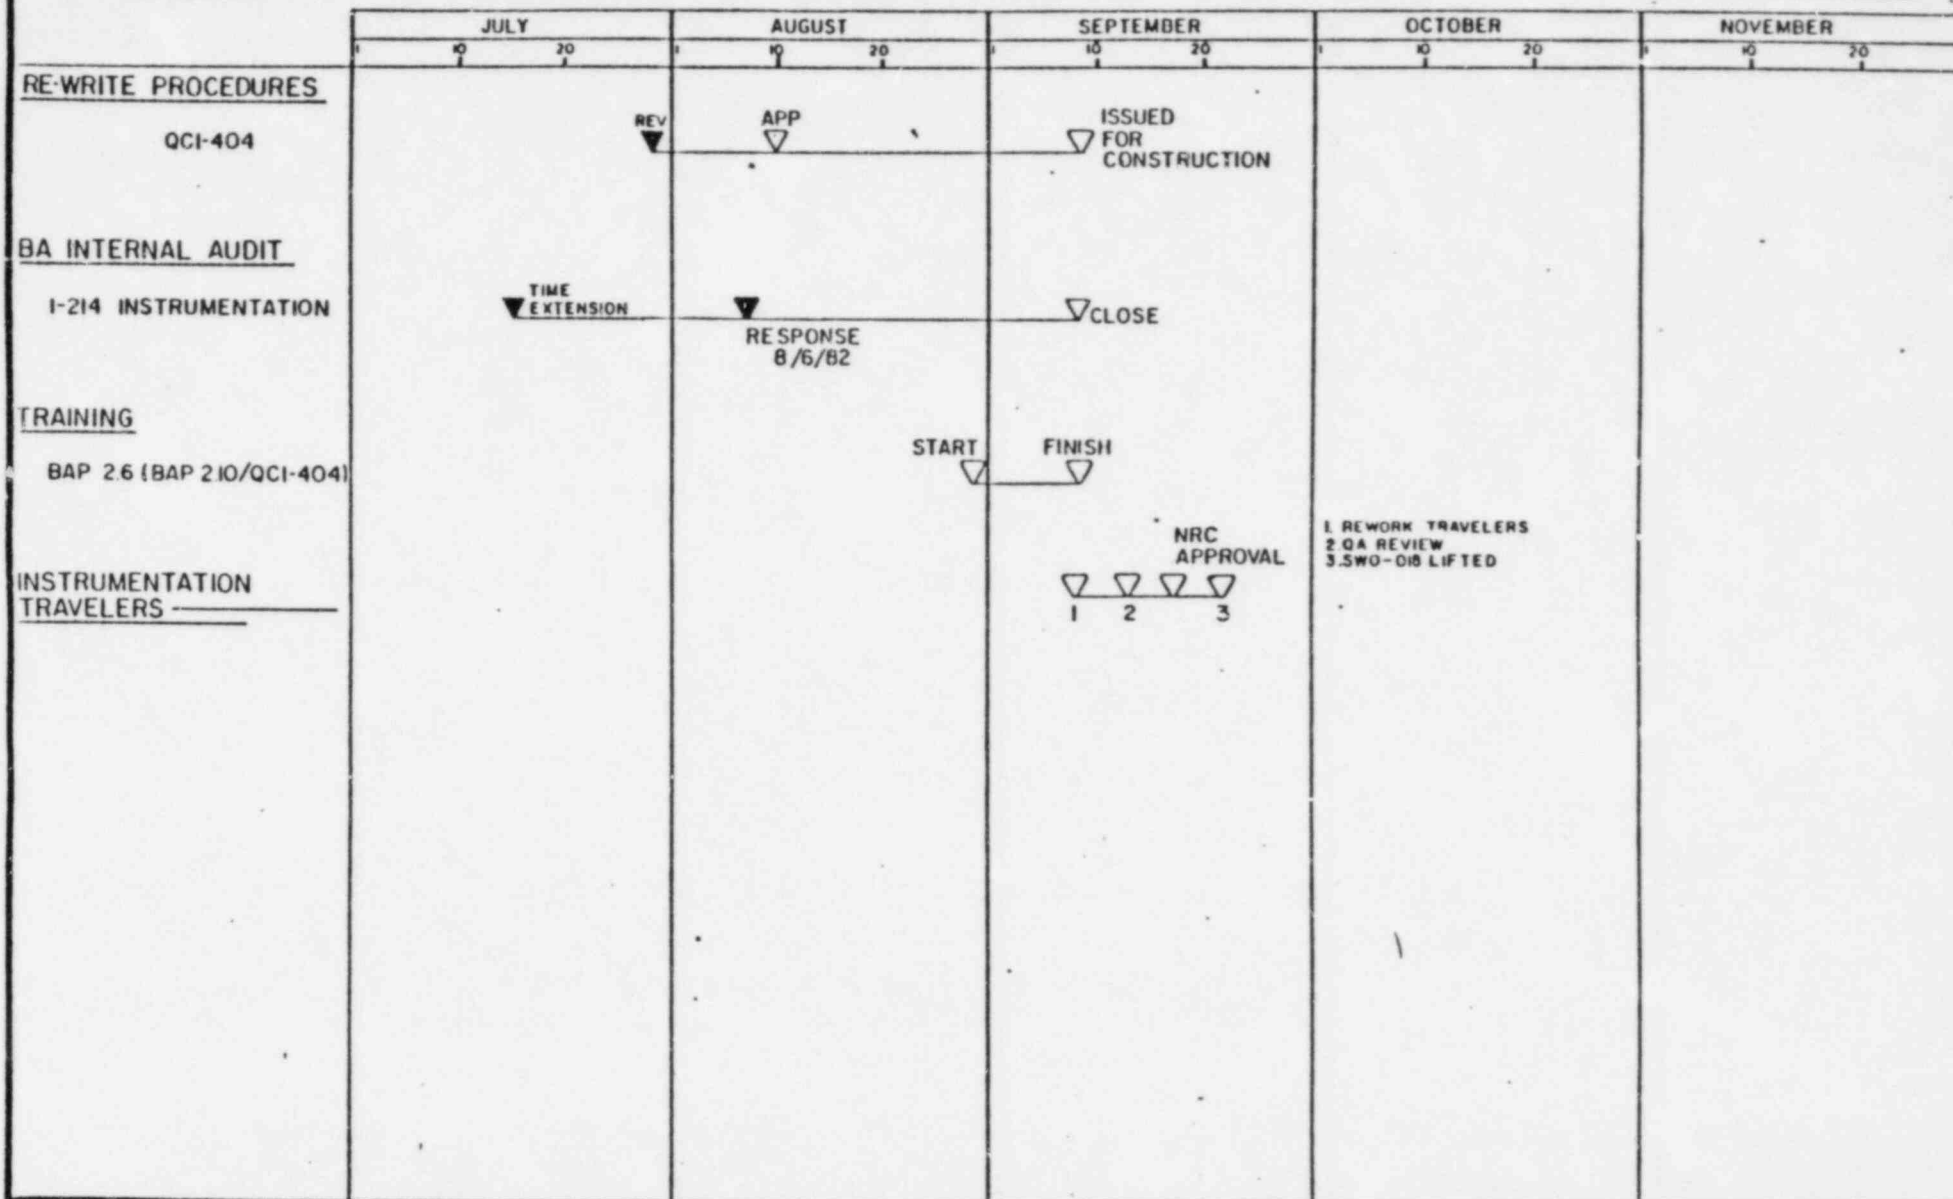 JULY AUGUST SEPTEMBER OCTOBER NOVEMBER
1 10 20 1 10 20 1 10 20 1 10 20 1 10 20
RE-WRITE PROCEDURES
QCI-404
REV
APP
ISSUED
FOR
CONSTRUCTION
BA INTERNAL AUDIT
I-214 INSTRUMENTATION
TIME
EXTENSION
RESPONSE
8/6/82
CLOSE
TRAINING
BAP 2.6 (BAP 2.10/QCI-404)
START FINISH
INSTRUMENTATION
TRAVELERS
NRC
APPROVAL
1 2 3
1. REWORK TRAVELERS
2. QA REVIEW
3. SWO-018 LIFTED